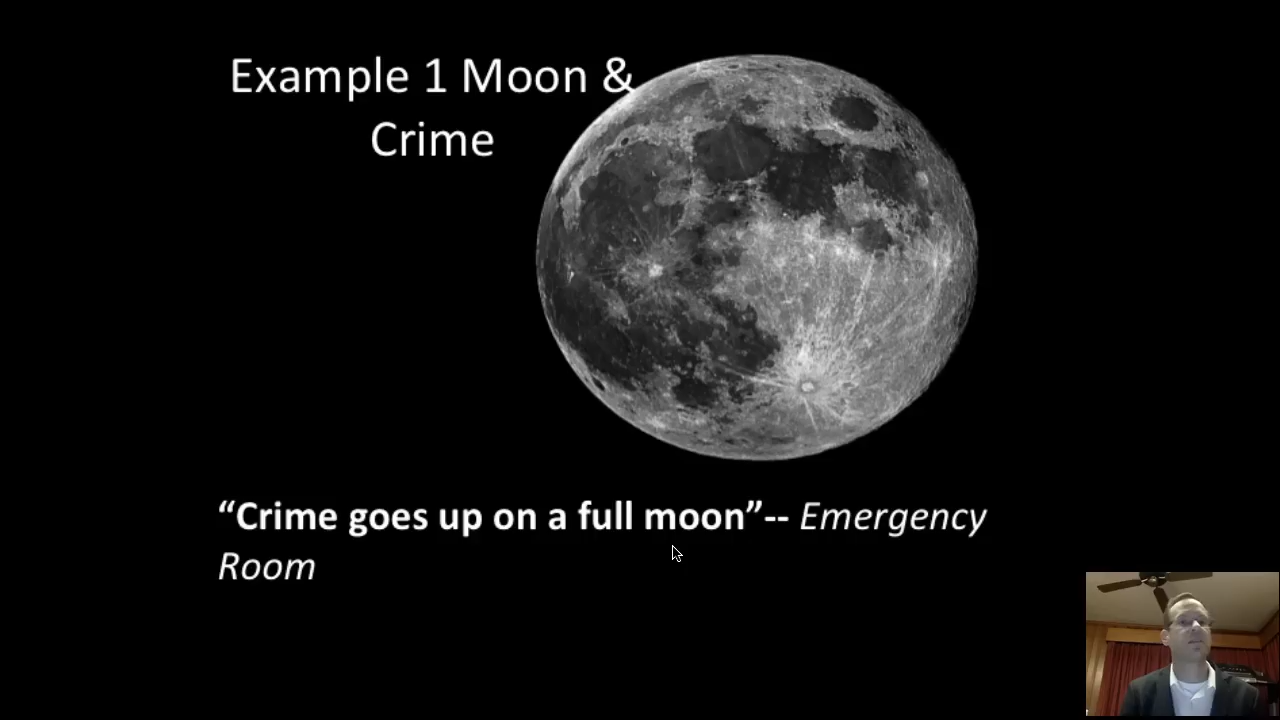 Example 1 Moon &
Crime
“Crime goes up on a full moon”-- Emergency
Room